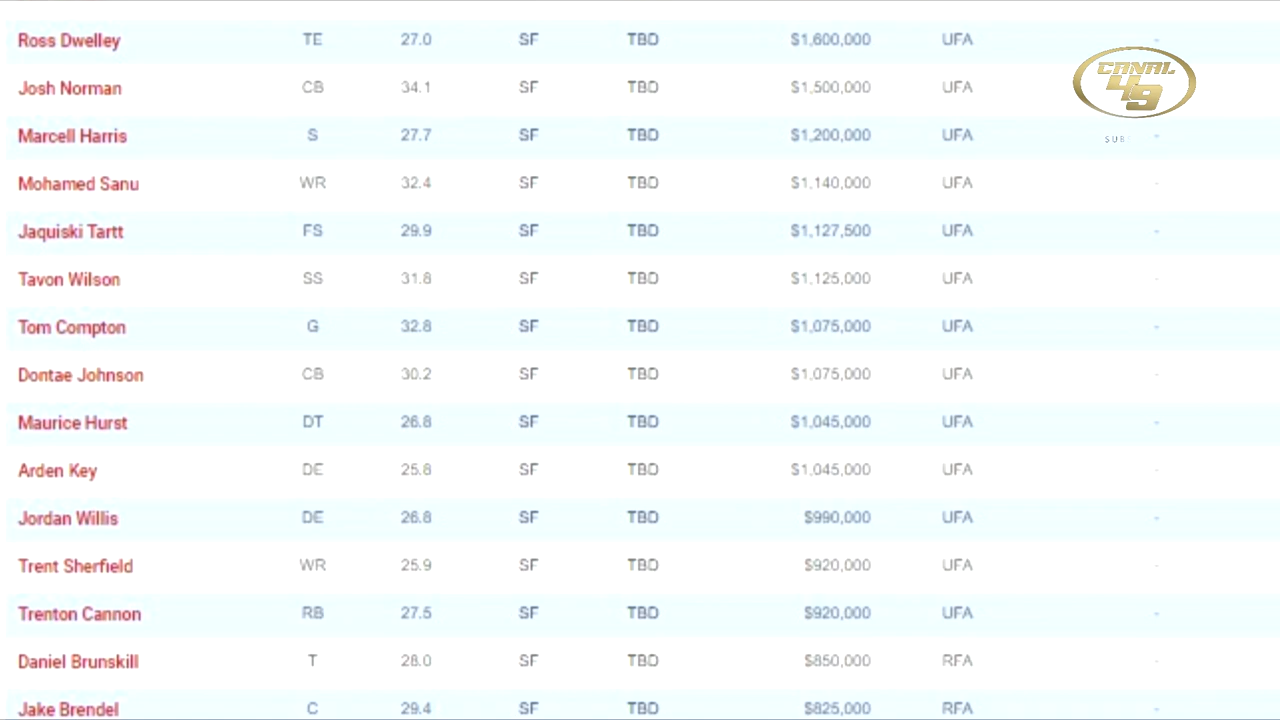 Ross Dwelley TE 27.0 SF TBD $1,600,000 UFA -
CANAL 49
Josh Norman CB 34.1 SF TBD $1,500,000 UFA
Marcell Harris S 27.7 SF TBD $1,200,000 UFA -
SUB
Mohamed Sanu WR 32.4 SF TBD $1,140,000 UFA -
Jaquiski Tartt FS 29.9 SF TBD $1,127,500 UFA -
Tavon Wilson SS 31.8 SF TBD $1,125,000 UFA -
Tom Compton G 32.8 SF TBD $1,075,000 UFA -
Dontae Johnson CB 30.2 SF TBD $1,075,000 UFA -
Maurice Hurst DT 26.8 SF TBD $1,045,000 UFA -
Arden Key DE 25.8 SF TBD $1,045,000 UFA -
Jordan Willis DE 26.8 SF TBD $990,000 UFA -
Trent Sherfield WR 25.9 SF TBD $920,000 UFA -
Trenton Cannon RB 27.5 SF TBD $920,000 UFA -
Daniel Brunskill T 28.0 SF TBD $850,000 RFA -
Jake Brendel C 29.4 SF TBD $825,000 RFA -